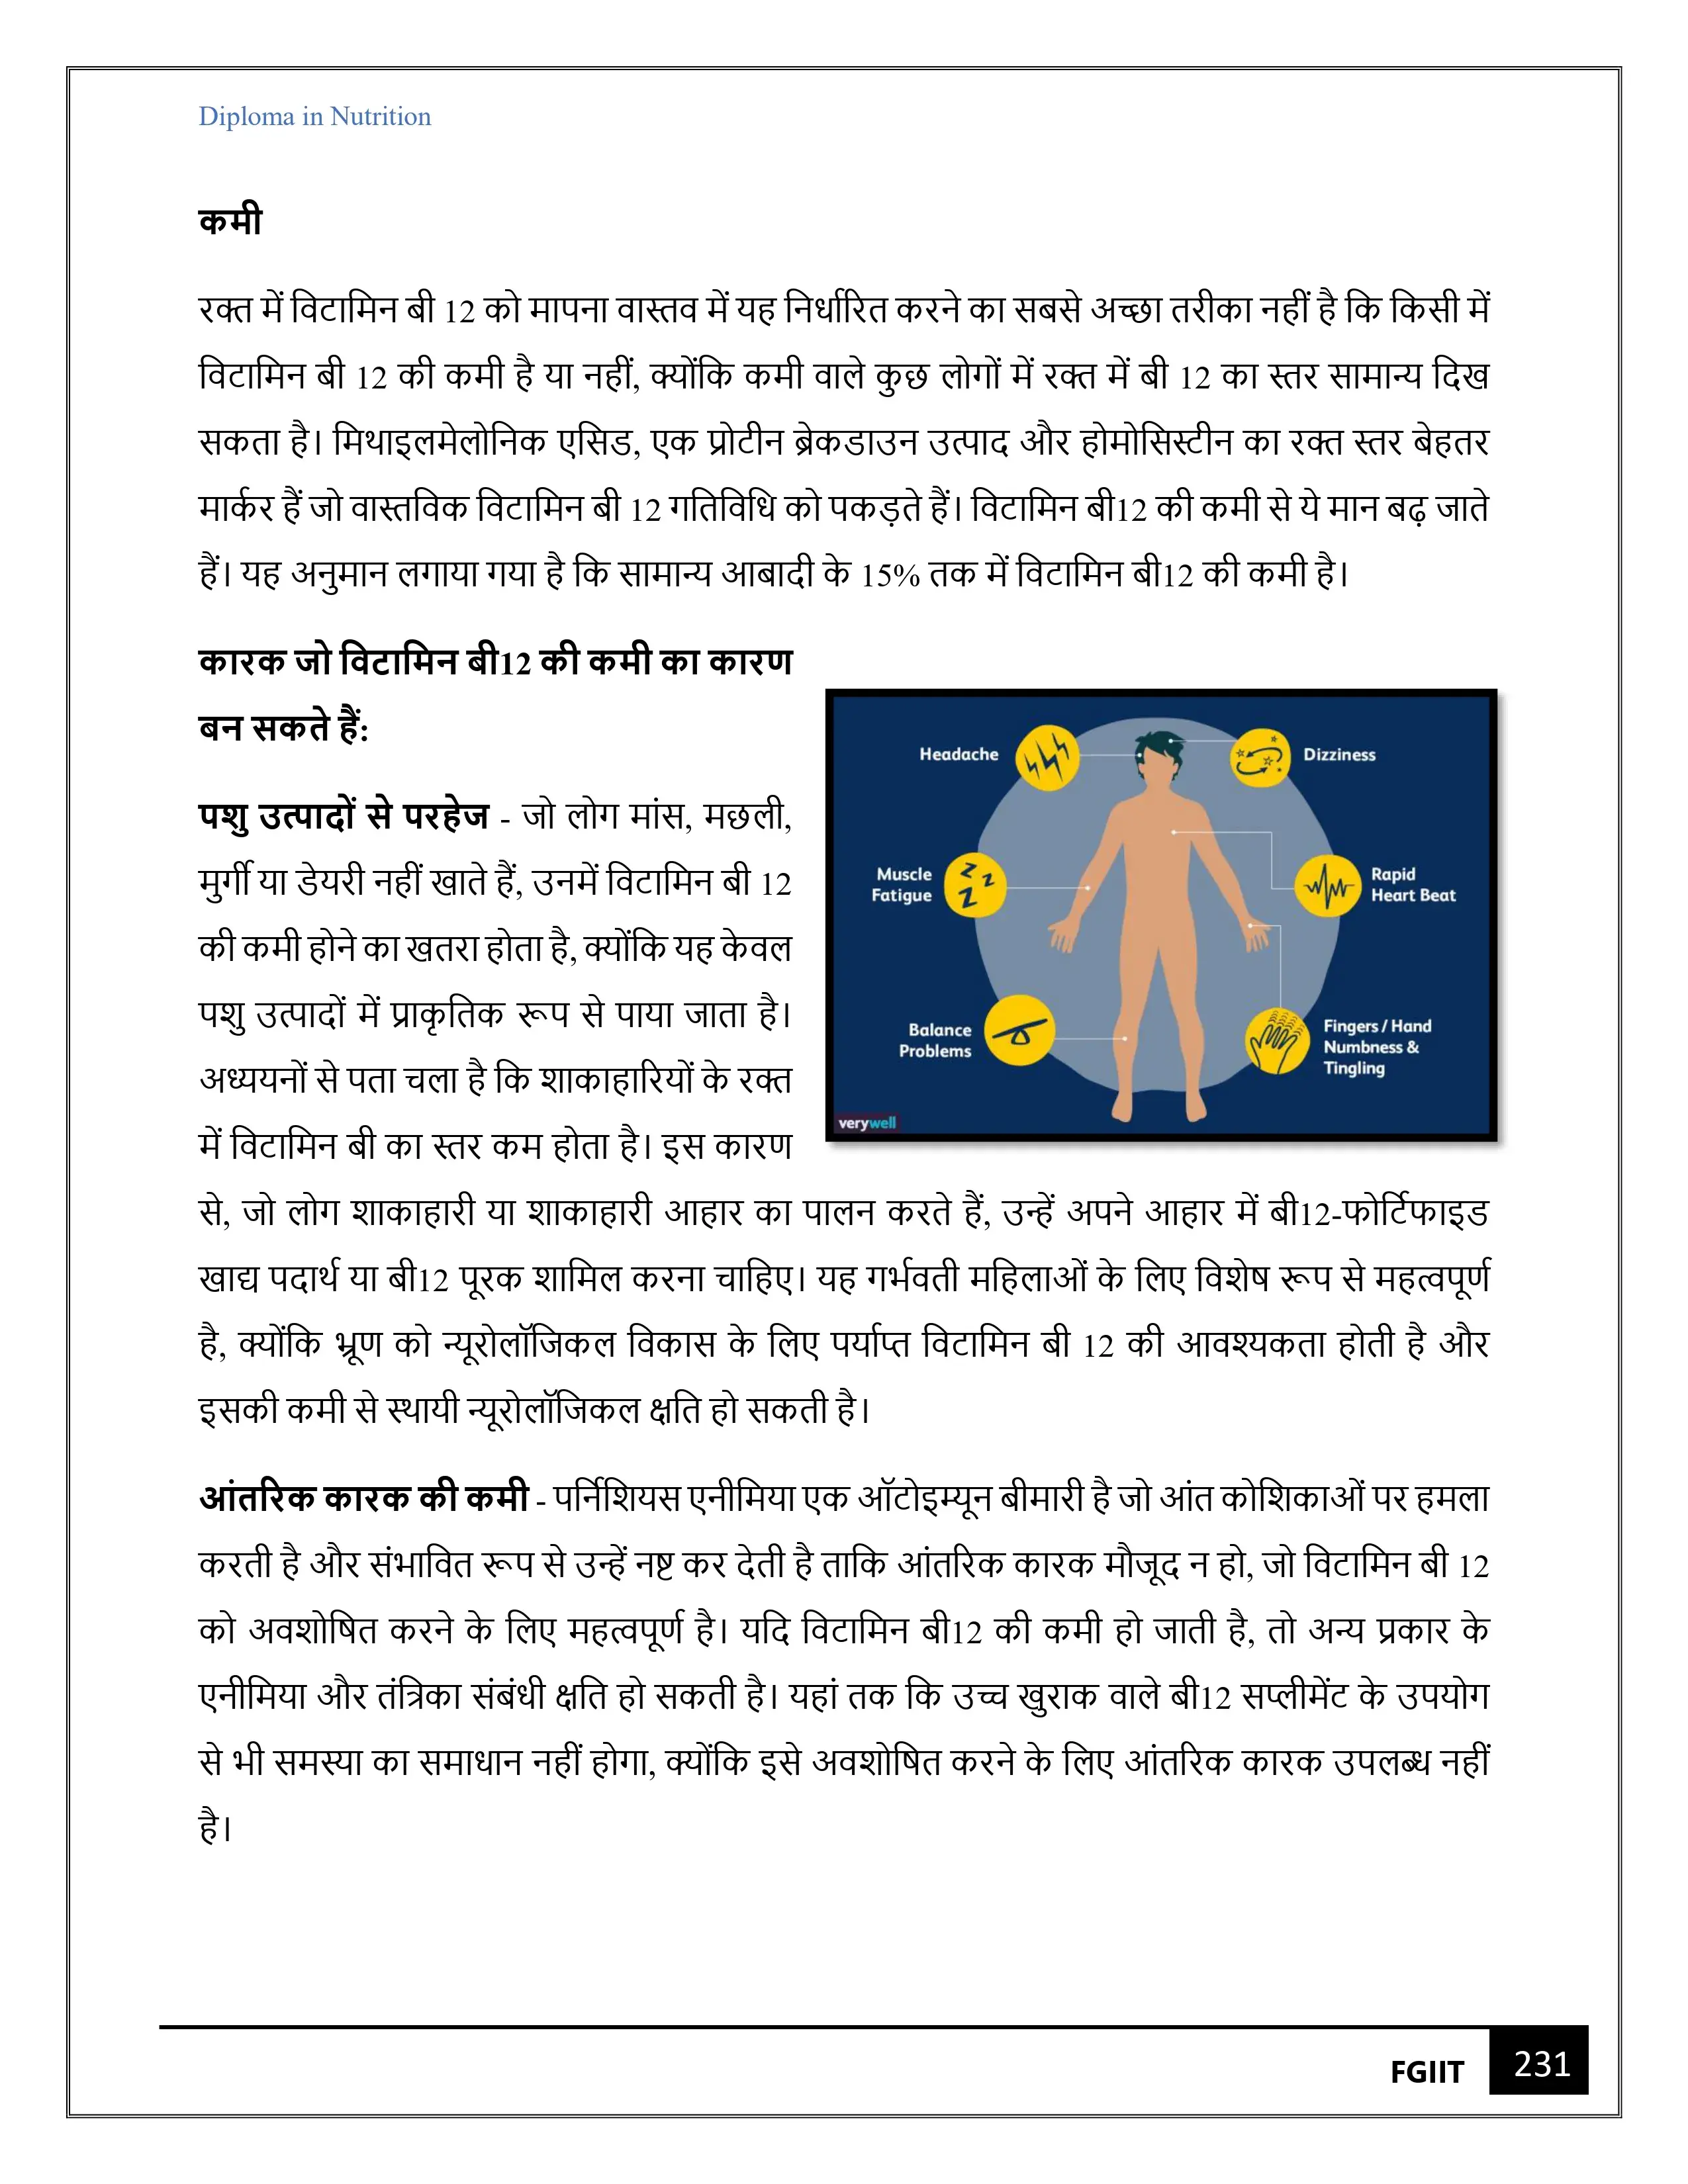 Diploma in Nutrition
कमी
रक्त में विटामिन बी 12 को मापना वास्तव में यह निर्धारित करने का सबसे अच्छा तरीका नहीं है कि किसी में
विटामिन बी 12 की कमी है या नहीं, क्योंकि कमी वाले कुछ लोगों में रक्त में बी 12 का स्तर सामान्य दिख
सकता है। मिथाइलमेलोनिक एसिड, एक प्रोटीन ब्रेकडाउन उत्पाद और होमोसिस्टीन का रक्त स्तर बेहतर
मार्कर हैं जो वास्तविक विटामिन बी 12 गतिविधि को पकड़ते हैं। विटामिन बी12 की कमी से ये मान बढ़ जाते
हैं। यह अनुमान लगाया गया है कि सामान्य आबादी के 15% तक में विटामिन बी12 की कमी है।
कारक जो विटामिन बी12 की कमी का कारण
बन सकते हैं:
पशु उत्पादों से परहेज - जो लोग मांस, मछली,
मुर्गी या डेयरी नहीं खाते हैं, उनमें विटामिन बी 12
की कमी होने का खतरा होता है, क्योंकि यह केवल
पशु उत्पादों में प्राकृतिक रूप से पाया जाता है।
अध्ययनों से पता चला है कि शाकाहारियों के रक्त
में विटामिन बी का स्तर कम होता है। इस कारण
Headache
Dizziness
Muscle
Fatigue
Rapid
Heart Beat
Balance
Problems
Fingers / Hand
Numbness &
Tingling
verywell
से, जो लोग शाकाहारी या शाकाहारी आहार का पालन करते हैं, उन्हें अपने आहार में बी12-फोर्टिफाइड
खाद्य पदार्थ या बी12 पूरक शामिल करना चाहिए। यह गर्भवती महिलाओं के लिए विशेष रूप से महत्वपूर्ण
है, क्योंकि भ्रूण को न्यूरोलॉजिकल विकास के लिए पर्याप्त विटामिन बी 12 की आवश्यकता होती है और
इसकी कमी से स्थायी न्यूरोलॉजिकल क्षति हो सकती है।
आंतरिक कारक की कमी - पर्निशियस एनीमिया एक ऑटोइम्यून बीमारी है जो आंत कोशिकाओं पर हमला
करती है और संभावित रूप से उन्हें नष्ट कर देती है ताकि आंतरिक कारक मौजूद न हो, जो विटामिन बी 12
को अवशोषित करने के लिए महत्वपूर्ण है। यदि विटामिन बी12 की कमी हो जाती है, तो अन्य प्रकार के
एनीमिया और तंत्रिका संबंधी क्षति हो सकती है। यहां तक कि उच्च खुराक वाले बी12 सप्लीमेंट के उपयोग
से भी समस्या का समाधान नहीं होगा, क्योंकि इसे अवशोषित करने के लिए आंतरिक कारक उपलब्ध नहीं
है।
FGIIT 231